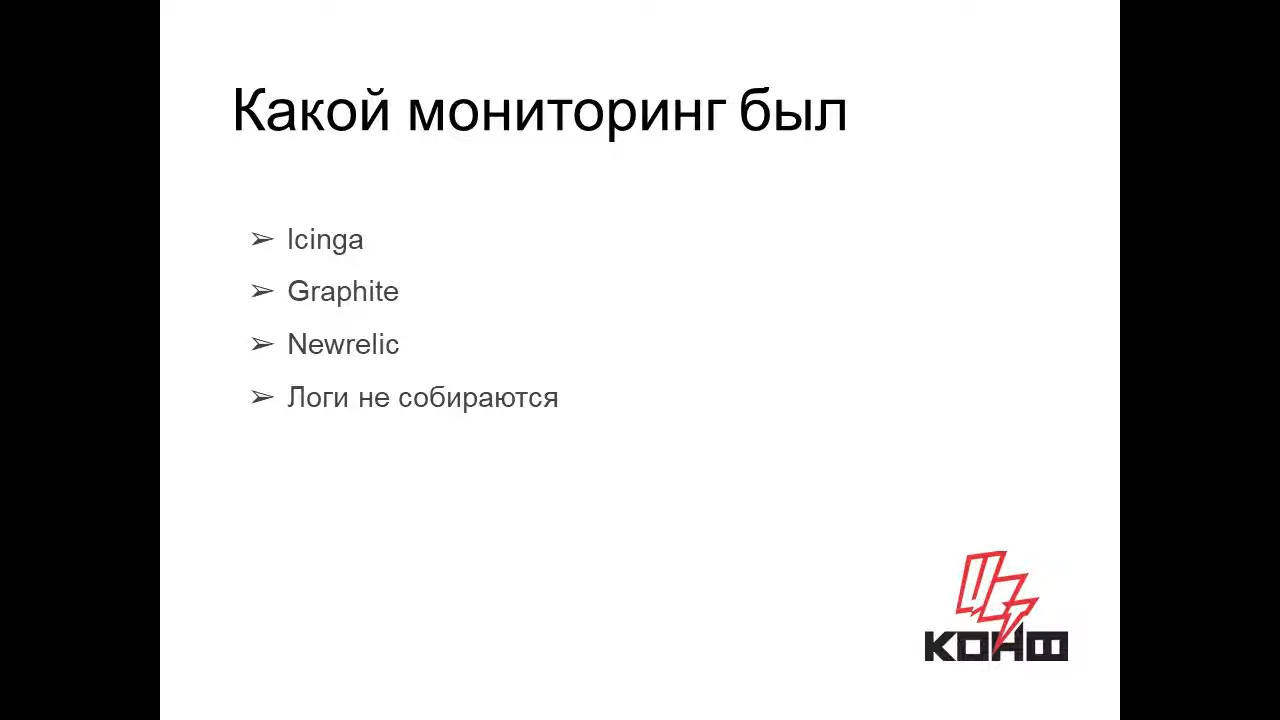 Какой мониторинг был
➢ Icinga
➢ Graphite
➢ Newrelic
➢ Логи не собираются
КОНФ